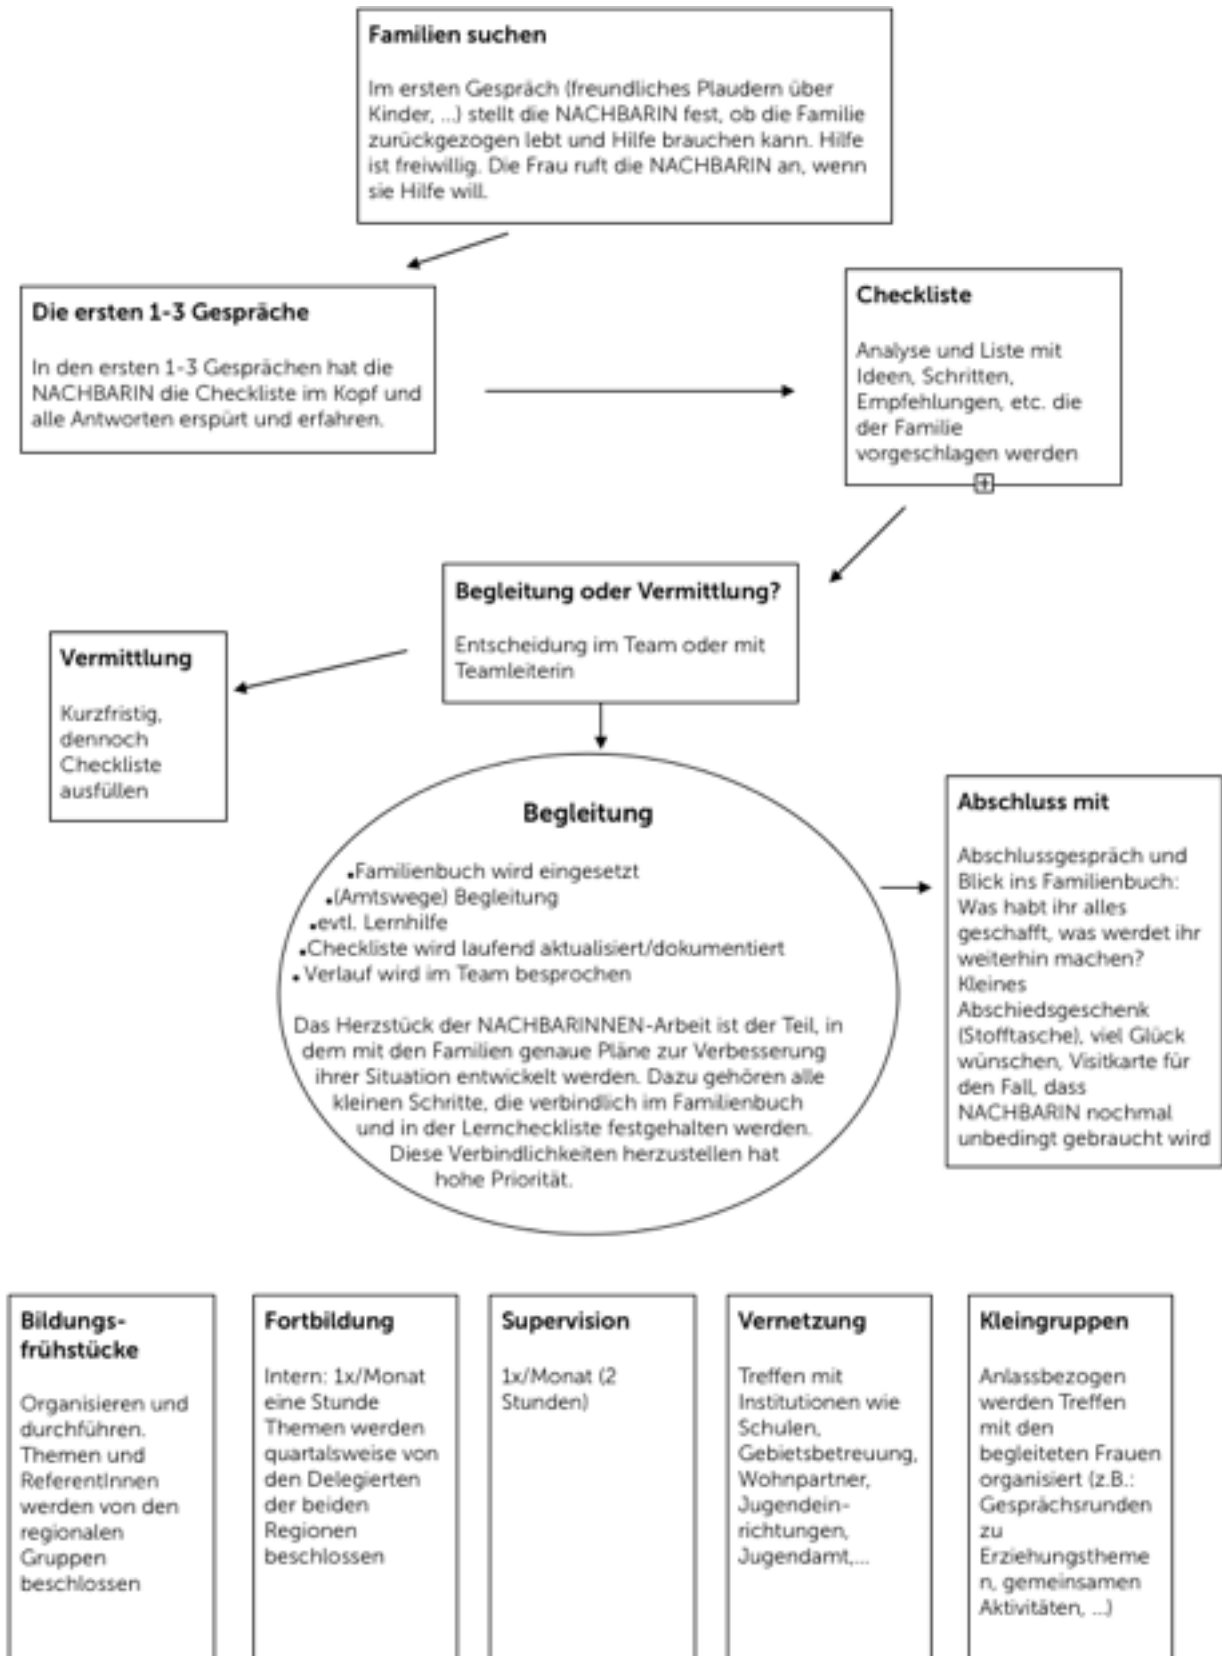 Familien suchen
Im ersten Gespräch (freundliches Plaudern über
Kinder, ...) stellt die NACHBARIN fest, ob die Familie
zurückgezogen lebt und Hilfe brauchen kann. Hilfe
ist freiwillig. Die Frau ruft die NACHBARIN an, wenn
sie Hilfe will.
Die ersten 1-3 Gespräche
In den ersten 1-3 Gesprächen hat die
NACHBARIN die Checkliste im Kopf und
alle Antworten erspürt und erfahren.
Checkliste
Analyse und Liste mit
Ideen, Schritten,
Empfehlungen, etc. die
der Familie
vorgeschlagen werden
Begleitung oder Vermittlung?
Entscheidung im Team oder mit
Teamleiterin
Vermittlung
Kurzfristig,
dennoch
Checkliste
ausfüllen
Begleitung
•Familienbuch wird eingesetzt
•(Amtswege) Begleitung
•evtl. Lernhilfe
•Checkliste wird laufend aktualisiert/dokumentiert
•Verlauf wird im Team besprochen
Das Herzstück der NACHBARINNEN-Arbeit ist der Teil, in
dem mit den Familien genaue Pläne zur Verbesserung
ihrer Situation entwickelt werden. Dazu gehören alle
kleinen Schritte, die verbindlich im Familienbuch
und in der Lerncheckliste festgehalten werden.
Diese Verbindlichkeiten herzustellen hat
hohe Priorität.
Abschluss mit
Abschlussgespräch und
Blick ins Familienbuch:
Was habt ihr alles
geschafft, was werdet ihr
weiterhin machen?
Kleines
Abschiedsgeschenk
(Stofftasche), viel Glück
wünschen, Visitkarte für
den Fall, dass
NACHBARIN nochmal
unbedingt gebraucht wird
Bildungs-
frühstücke
Organisieren und
durchführen.
Themen und
ReferentInnen
werden von den
regionalen
Gruppen
beschlossen
Fortbildung
Intern: 1x/Monat
eine Stunde
Themen werden
quartalsweise von
den Delegierten
der beiden
Regionen
beschlossen
Supervision
1x/Monat (2
Stunden)
Vernetzung
Treffen mit
Institutionen wie
Schulen,
Gebietsbetreuung,
Wohnpartner,
Jugendein-
richtungen,
Jugendamt,...
Kleingruppen
Anlassbezogen
werden Treffen
mit den
begleiteten Frauen
organisiert (z.B.:
Gesprächsrunden
zu
Erziehungstheme
n, gemeinsamen
Aktivitäten, ...)